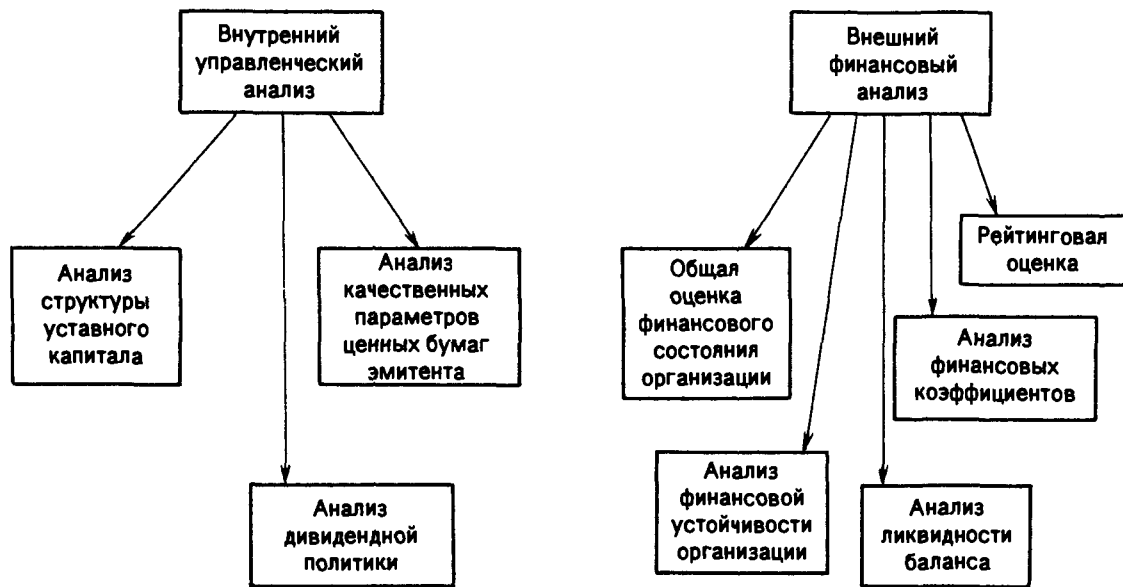 Внутренний
управленческий
анализ
Внешний
финансовый
анализ
Анализ
структуры
уставного
капитала
Анализ
качественных
параметров
ценных бумаг
эмитента
Анализ
дивидендной
политики
Общая
оценка
финансового
состояния
организации
Рейтинговая
оценка
Анализ
финансовых
коэффициентов
Анализ
финансовой
устойчивости
организации
Анализ
ликвидности
баланса